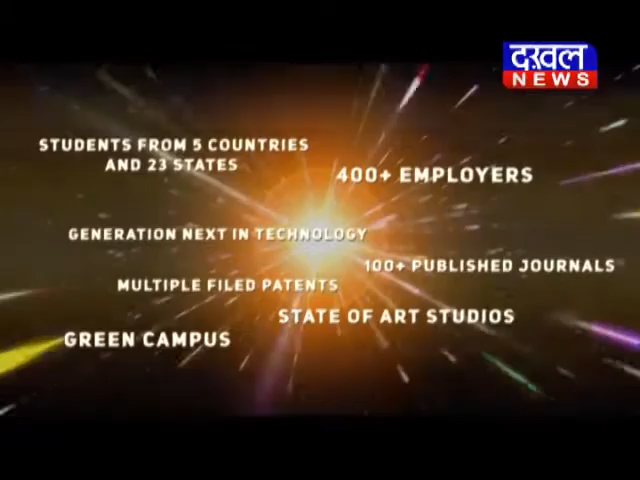 दख़ल
NEWS
STUDENTS FROM 5 COUNTRIES
AND 23 STATES
400+ EMPLOYERS
GENERATION NEXT IN TECHNOLOGY
100+ PUBLISHED JOURNALS
MULTIPLE FILED PATENTS
STATE OF ART STUDIOS
GREEN CAMPUS